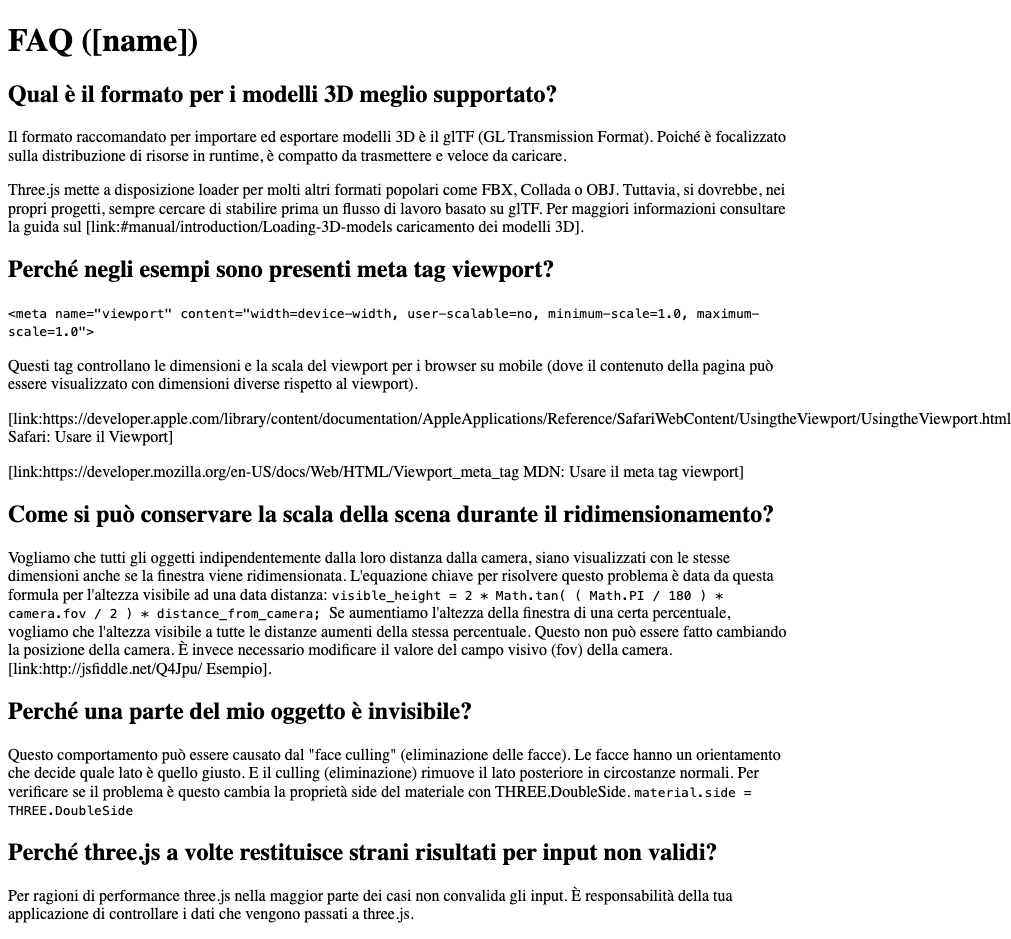 FAQ ([name])
Qual è il formato per i modelli 3D meglio supportato?
Il formato raccomandato per importare ed esportare modelli 3D è il glTF (GL Transmission Format). Poiché è focalizzato
sulla distribuzione di risorse in runtime, è compatto da trasmettere e veloce da caricare.
Three.js mette a disposizione loader per molti altri formati popolari come FBX, Collada o OBJ. Tuttavia, si dovrebbe, nei
propri progetti, sempre cercare di stabilire prima un flusso di lavoro basato su glTF. Per maggiori informazioni consultare
la guida sul [link:#manual/introduction/Loading-3D-models caricamento dei modelli 3D].
Perché negli esempi sono presenti meta tag viewport?
<meta name="viewport" content="width=device-width, user-scalable=no, minimum-scale=1.0, maximum-
scale=1.0">
Questi tag controllano le dimensioni e la scala del viewport per i browser su mobile (dove il contenuto della pagina può
essere visualizzato con dimensioni diverse rispetto al viewport).
[link:https://developer.apple.com/library/content/documentation/AppleApplications/Reference/SafariWebContent/UsingtheViewport/UsingtheViewport.html
Safari: Usare il Viewport]
[link:https://developer.mozilla.org/en-US/docs/Web/HTML/Viewport_meta_tag MDN: Usare il meta tag viewport]
Come si può conservare la scala della scena durante il ridimensionamento?
Vogliamo che tutti gli oggetti indipendentemente dalla loro distanza dalla camera, siano visualizzati con le stesse
dimensioni anche se la finestra viene ridimensionata. L'equazione chiave per risolvere questo problema è data da questa
formula per l'altezza visibile ad una data distanza: visible_height = 2 * Math.tan( ( Math.PI / 180 ) *
camera.fov / 2 ) * distance_from_camera; Se aumentiamo l'altezza della finestra di una certa percentuale,
vogliamo che l'altezza visibile a tutte le distanze aumenti della stessa percentuale. Questo non può essere fatto cambiando
la posizione della camera. È invece necessario modificare il valore del campo visivo (fov) della camera.
[link:http://jsfiddle.net/Q4Jpu/ Esempio].
Perché una parte del mio oggetto è invisibile?
Questo comportamento può essere causato dal "face culling" (eliminazione delle facce). Le facce hanno un orientamento
che decide quale lato è quello giusto. E il culling (eliminazione) rimuove il lato posteriore in circostanze normali. Per
verificare se il problema è questo cambia la proprietà side del materiale con THREE.DoubleSide. material.side =
THREE.DoubleSide
Perché three.js a volte restituisce strani risultati per input non validi?
Per ragioni di performance three.js nella maggior parte dei casi non convalida gli input. È responsabilità della tua
applicazione di controllare i dati che vengono passati a three.js.